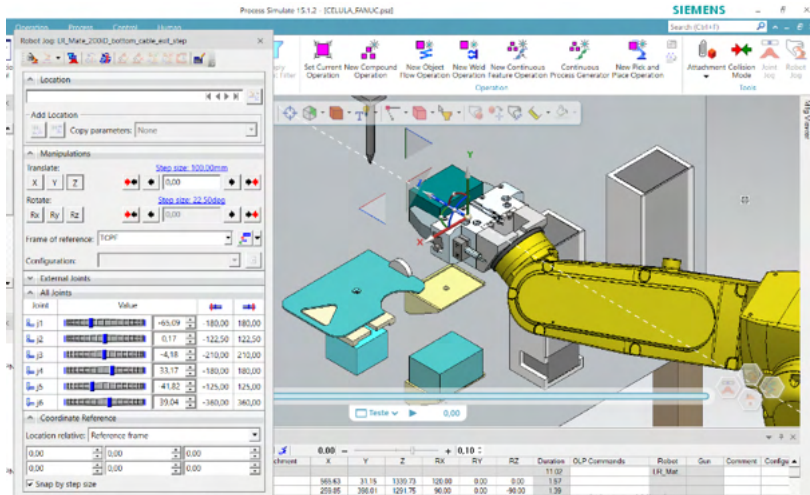 Process Simulate 15.1.2 - [CELULA_FANUC.psz]
SIEMENS
Operation Process Control Human
Search (Ctrl+F)
Robot Jog: LR_Mate_200iD_bottom_cable_exit_step
Location
Add Location
Copy parameters: None
Manipulations
Translate: Step size: 100,00mm
X Y Z 0,00
Rotate: Step size: 22,50deg
Rx Ry Rz 0,00
Frame of reference: TCPF
Configuration:
External Joints
All Joints
Joint Value
j1 -65,09 -180,00 180,00
j2 0,17 -122,50 122,50
j3 -4,18 -210,00 210,00
j4 33,17 -180,00 180,00
j5 -41,82 -125,00 125,00
j6 39,04 -360,00 360,00
Coordinate Reference
Location relative: Reference frame
0,00 0,00 0,00
0,00 0,00 0,00
Snap by step size
Filter
Set Current Operation
New Compound Operation
New Object Flow Operation
New Weld Operation
New Continuous Feature Operation
Continuous Process Generator
New Pick and Place Operation
Operation
Attachment
Collision Mode
Joint Jog
Robot Jog
Tools
Mfg Viewer
Y
X
Teste 0,00
0.00 - + 0,10
X Y Z RX RY RZ Duration OLP Commands Robot Gun Comment
11.02 LR_Mat
31,15 1339,73 120,00 0,00 0,00
1291,75 90,00 0,00 -90,00 1.39